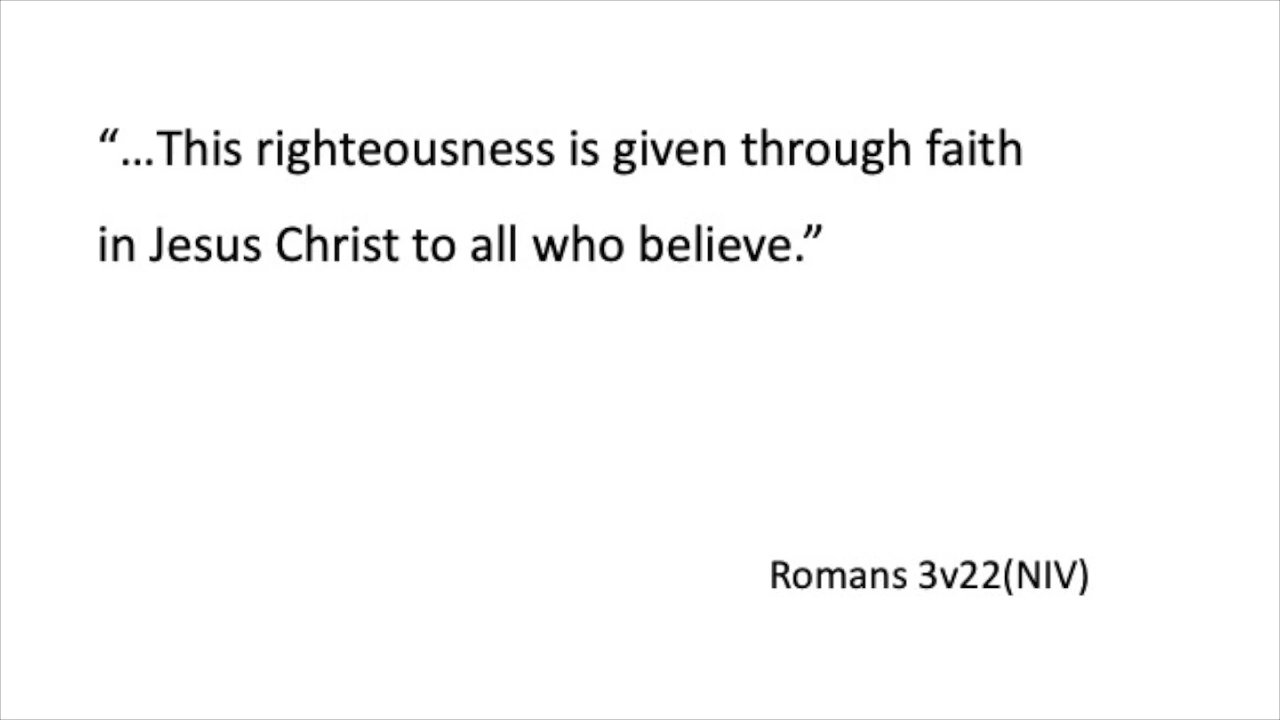 “...This righteousness is given through faith
in Jesus Christ to all who believe.”
Romans 3v22(NIV)